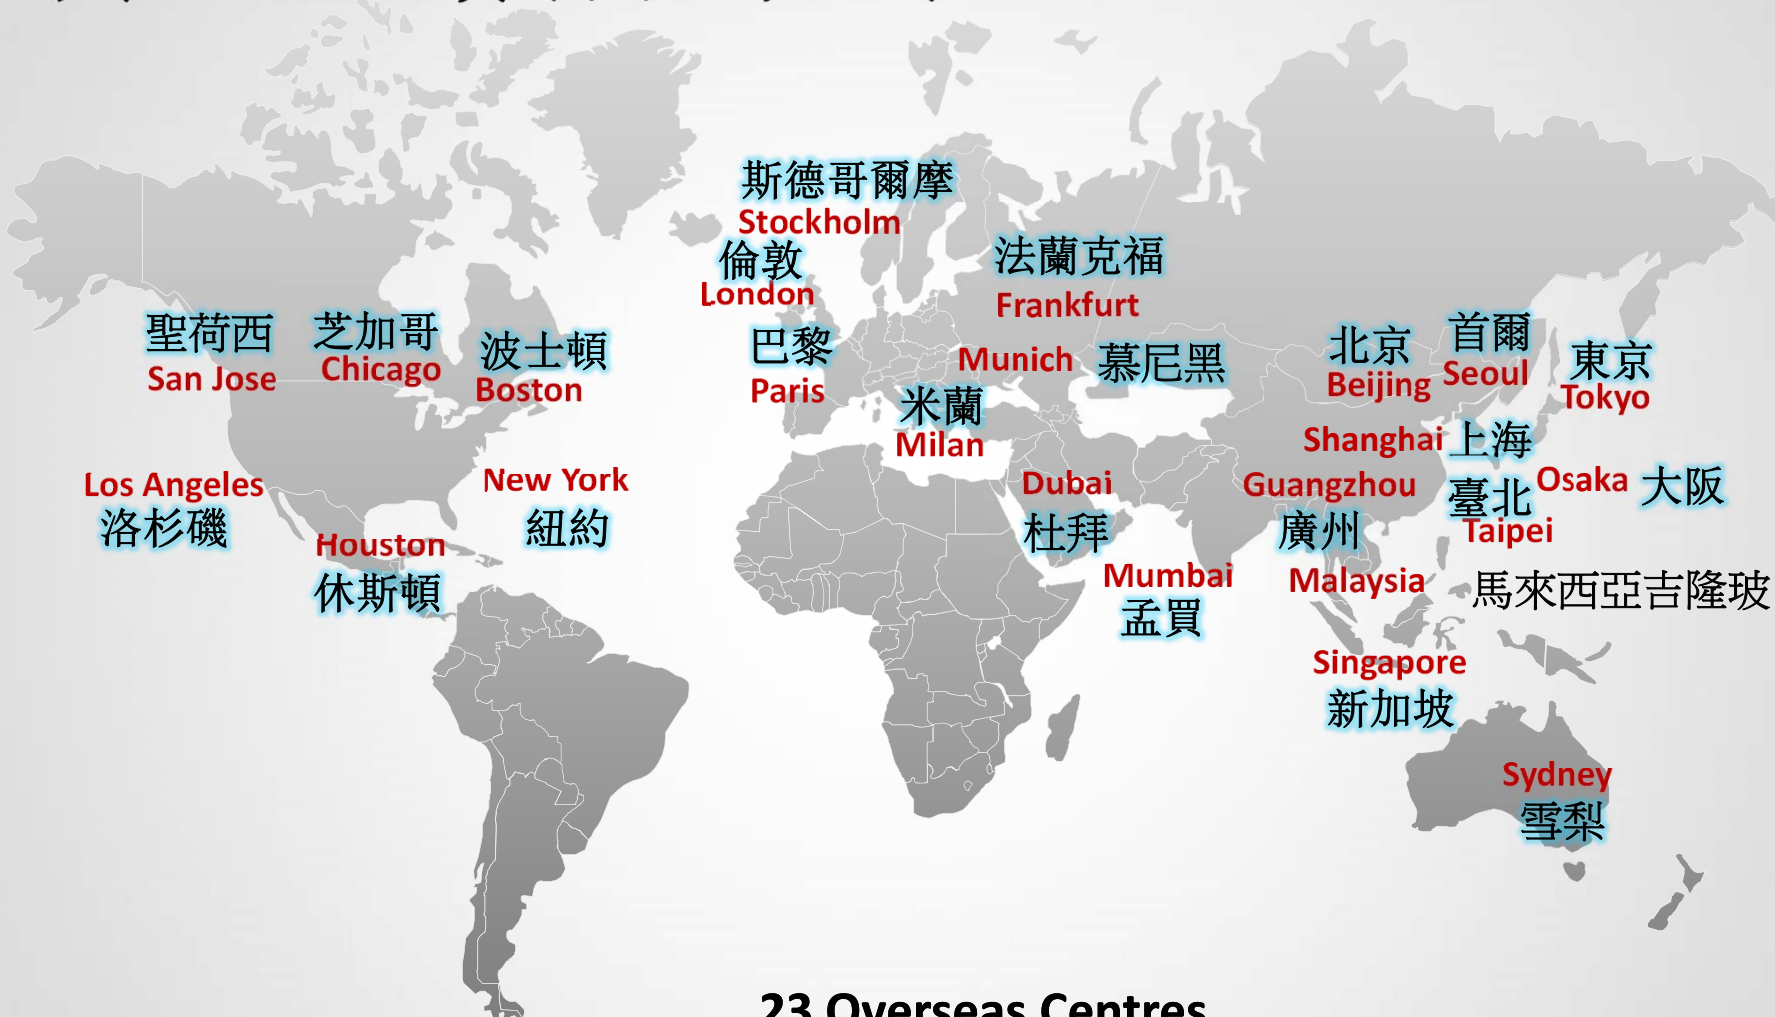 斯德哥爾摩
Stockholm
倫敦
London
法蘭克福
Frankfurt
聖荷西
San Jose
芝加哥
Chicago
波士頓
Boston
巴黎
Paris
Munich 慕尼黑
米蘭
Milan
北京
Beijing
首爾
Seoul
東京
Tokyo
Shanghai 上海
Los Angeles
洛杉磯
New York
紐約
Houston
休斯頓
Dubai
杜拜
Guangzhou
廣州
臺北
Taipei
Osaka 大阪
Mumbai
孟買
Malaysia
馬來西亞吉隆玻
Singapore
新加坡
Sydney
雪梨
23 Overseas Centres